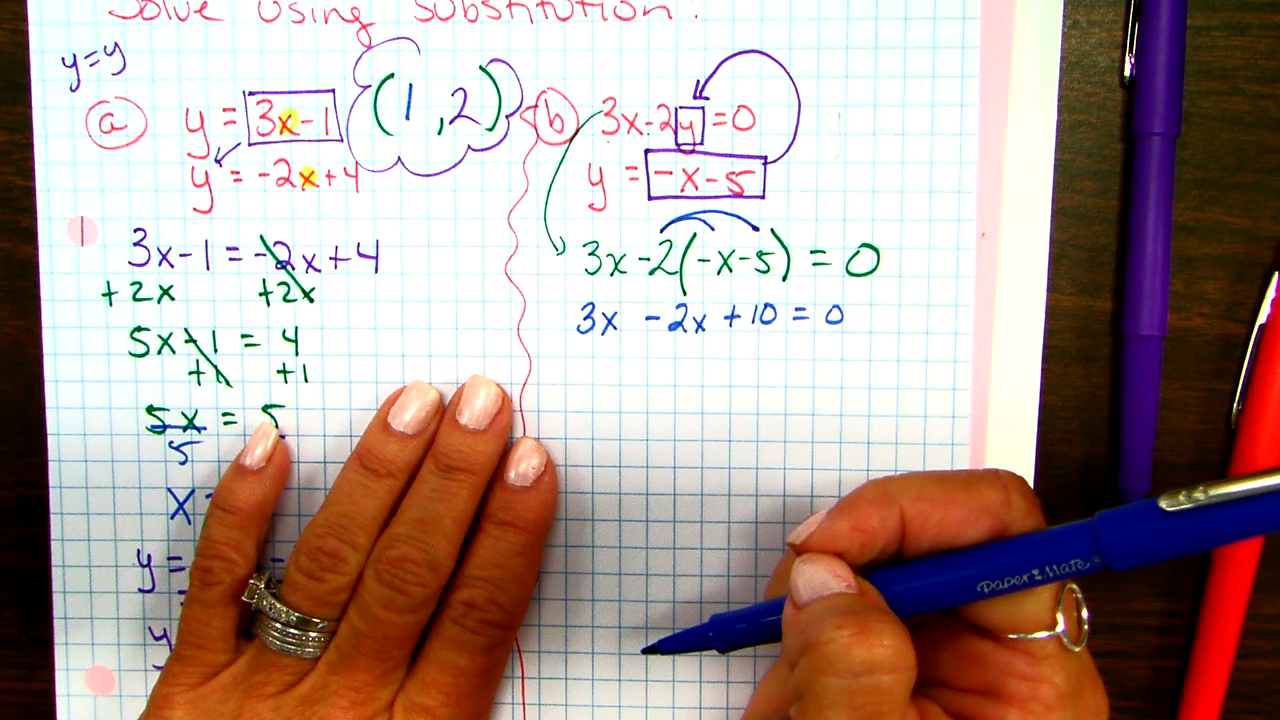 Solve using substitution:
y=y
a y = 3x-1 (1,2)
y = -2x+4
3x-1 = -2x+4
+2x +2x
5x-1 = 4
+1 +1
5x = 5
5
x =
y = =
y
b 3x-2y=0
y = -x-5
3x-2(-x-5) = 0
3x -2x +10 = 0
PAPER MATE